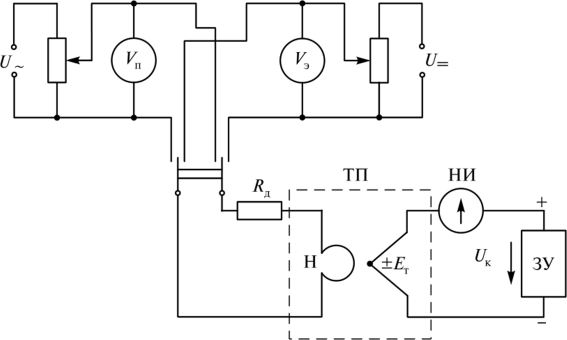 ТП
НИ
U~
Vп
Vэ
U=
Rд
+
Н
±Eт
Uк
ЗУ
−